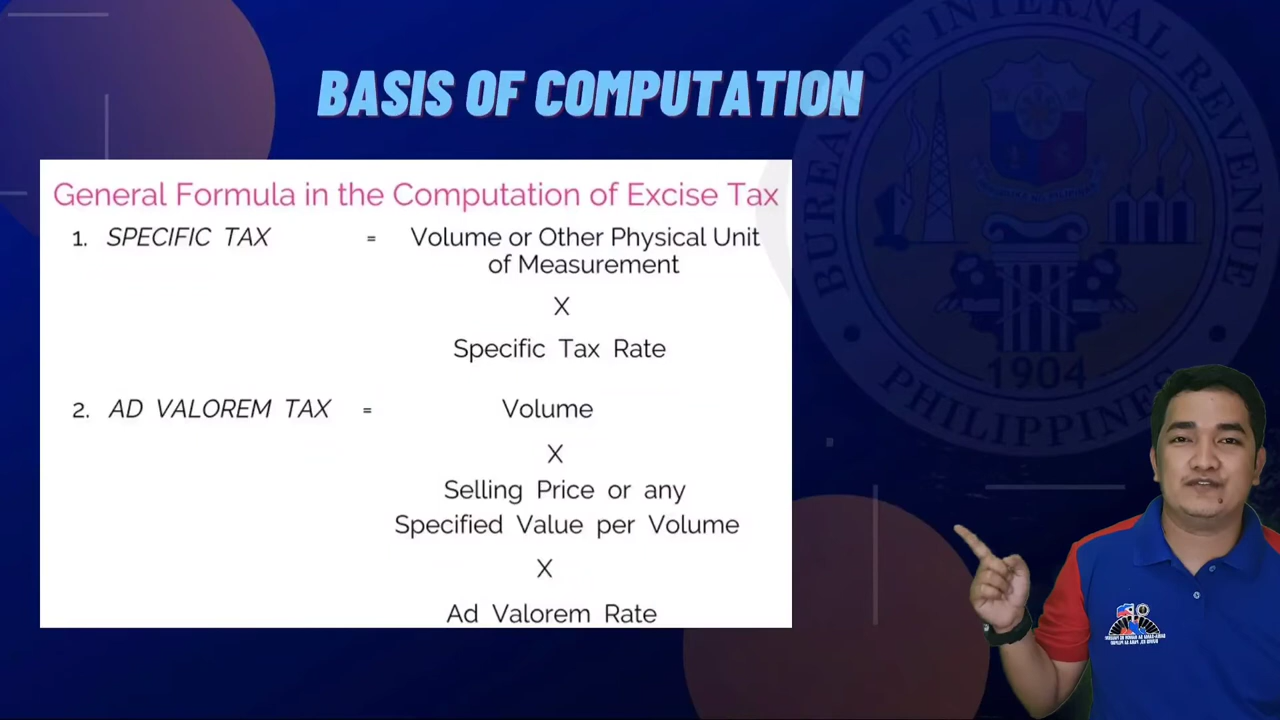 BASIS OF COMPUTATION
General Formula in the Computation of Excise Tax
1. SPECIFIC TAX = Volume or Other Physical Unit
of Measurement
X
Specific Tax Rate
2. AD VALOREM TAX = Volume
X
Selling Price or any
Specified Value per Volume
X
Ad Valorem Rate
BUREAU OF INTERNAL REVENUE
1904
PHILIPPINES